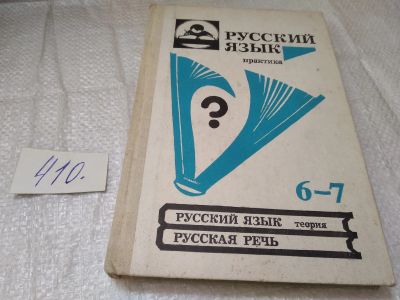 РУССКИЙ
ЯЗЫК
практика
?
410.
6–7
РУССКИЙ ЯЗЫК теория
РУССКАЯ РЕЧЬ